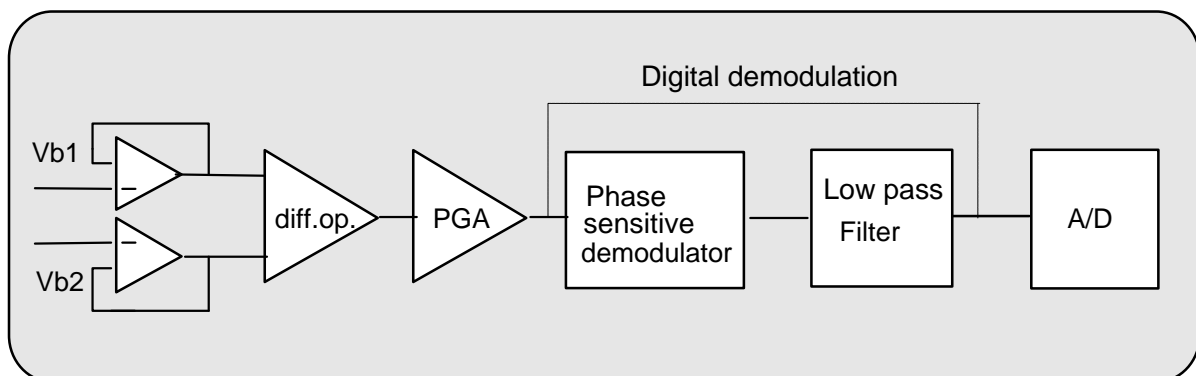 Digital demodulation
Vb1
Vb2
diff.op.
PGA
Phase
sensitive
demodulator
Low pass
Filter
A/D